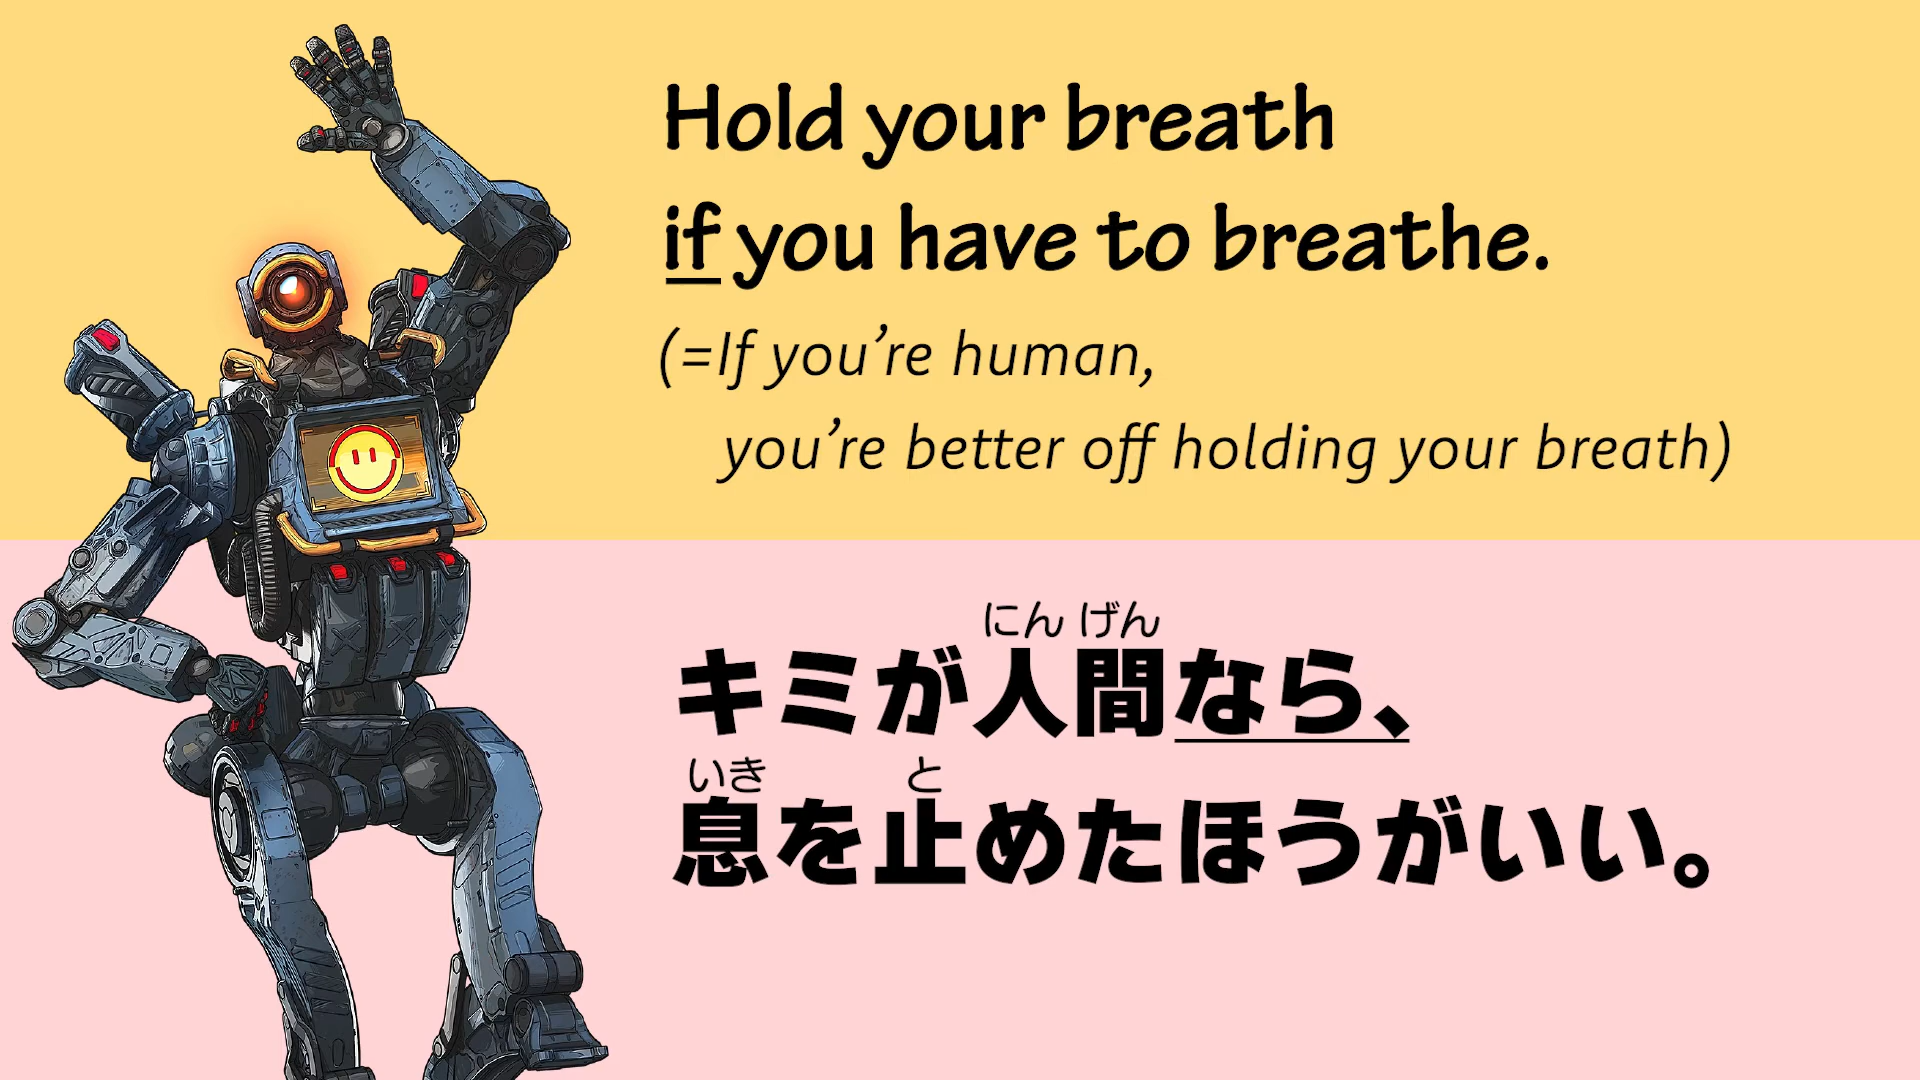 Hold your breath
if you have to breathe.
(=If you’re human,
you’re better off holding your breath)
にん げん
キミが人間なら、
いき と
息を止めたほうがいい。